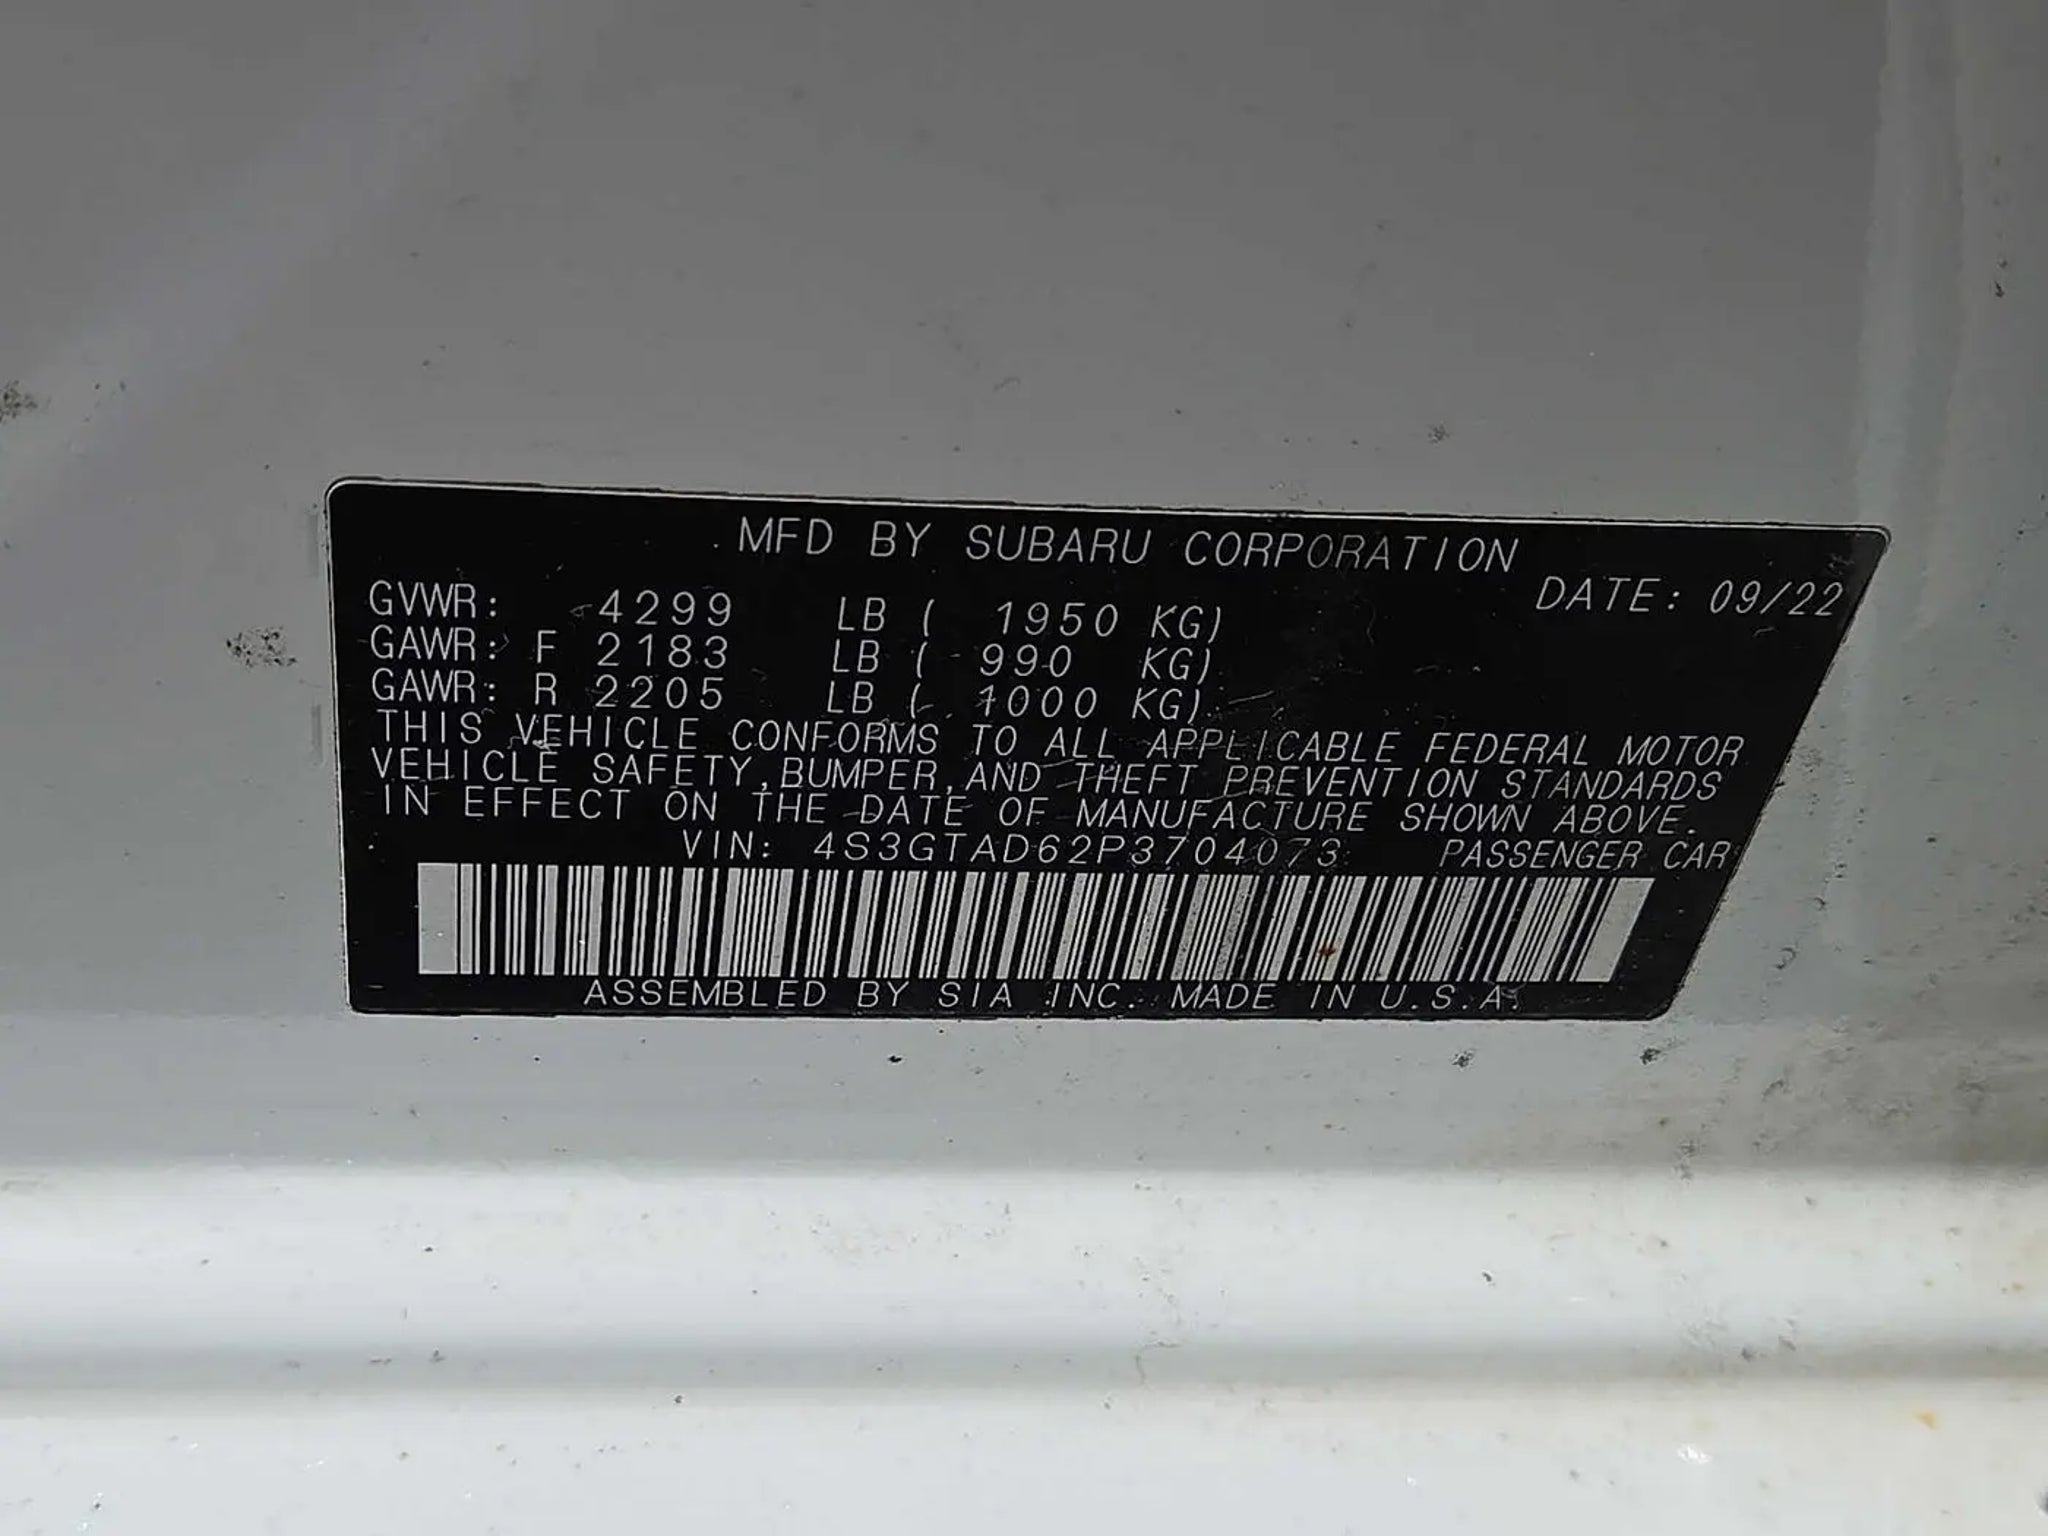 MFD BY SUBARU CORPORATION
DATE: 09/22
GVWR: 4299 LB ( 1950 KG)
GAWR: F 2183 LB ( 990 KG)
GAWR: R 2205 LB ( 1000 KG)
THIS VEHICLE CONFORMS TO ALL APPLICABLE FEDERAL MOTOR
VEHICLE SAFETY, BUMPER, AND THEFT PREVENTION STANDARDS
IN EFFECT ON THE DATE OF MANUFACTURE SHOWN ABOVE.
VIN: 4S3GTAD62P3704073 PASSENGER CAR
ASSEMBLED BY SIA INC. MADE IN U.S.A.